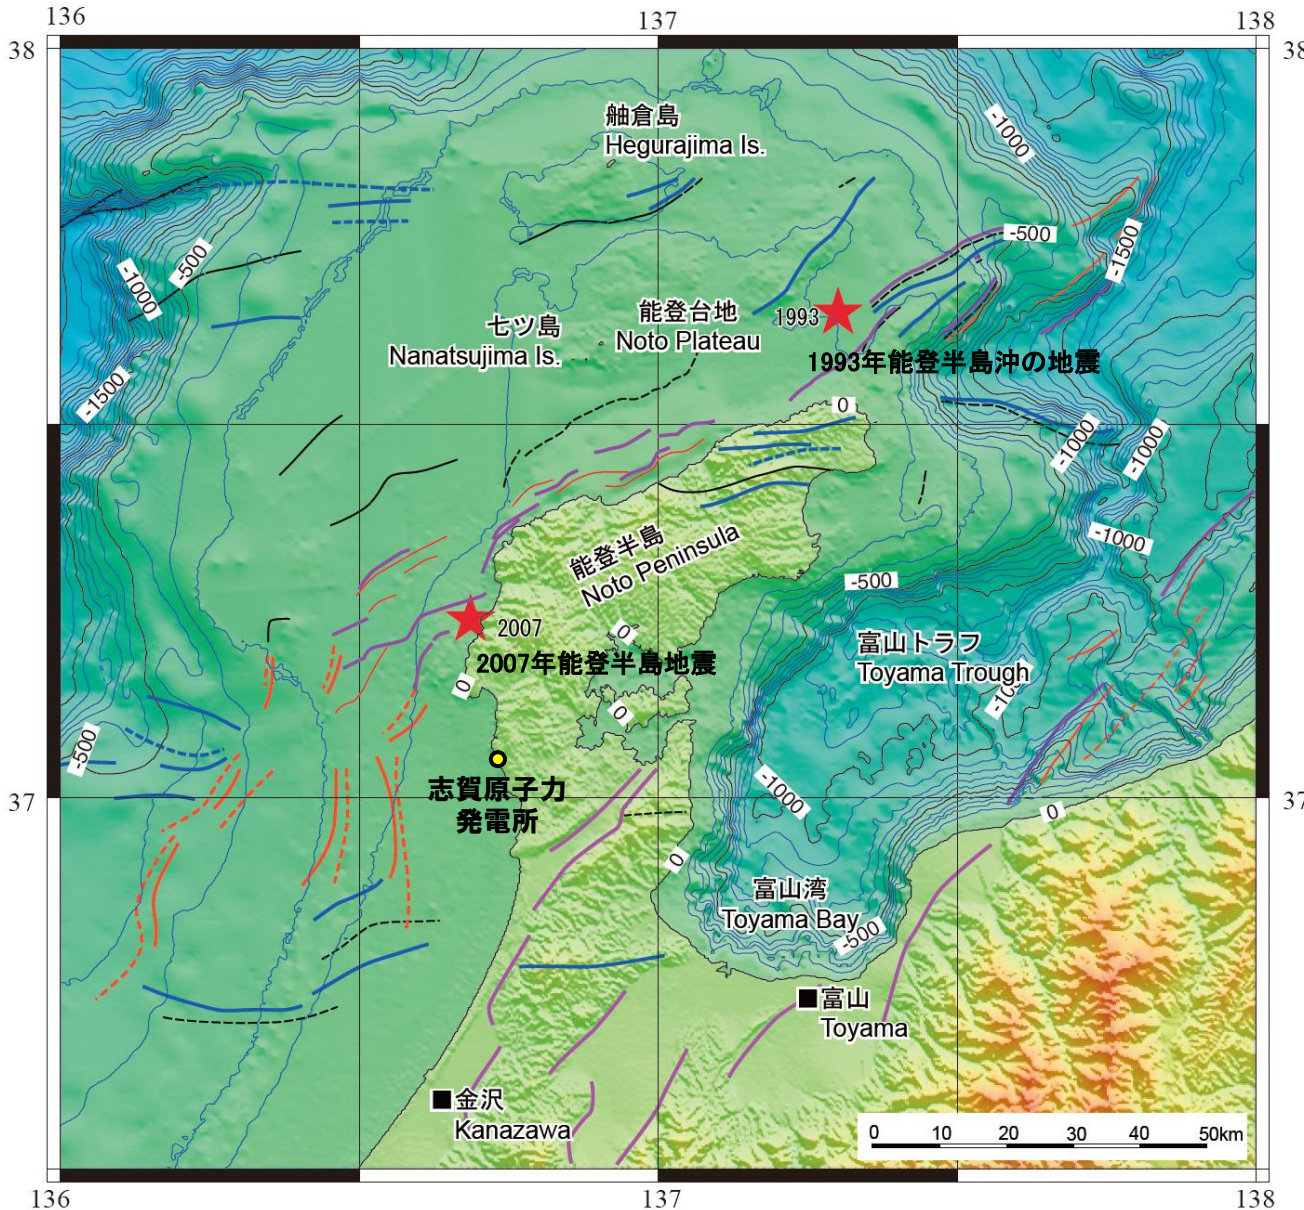 136
137
138
38
38
舳倉島
Hegurajima Is.
-1000
-500
-500
-1500
-1000
1993
能登台地
Noto Plateau
七ツ島
Nanatsujima Is.
1993年能登半島沖の地震
-1500
0
-1000
-1000
-1000
能登半島
Noto Peninsula
-500
2007
0
富山トラフ
Toyama Trough
2007年能登半島地震
0
-500
0
志賀原子力
発電所
-1000
37
37
0
0
富山湾
Toyama Bay
-500
富山
Toyama
金沢
Kanazawa
0 10 20 30 40 50km
136
137
138